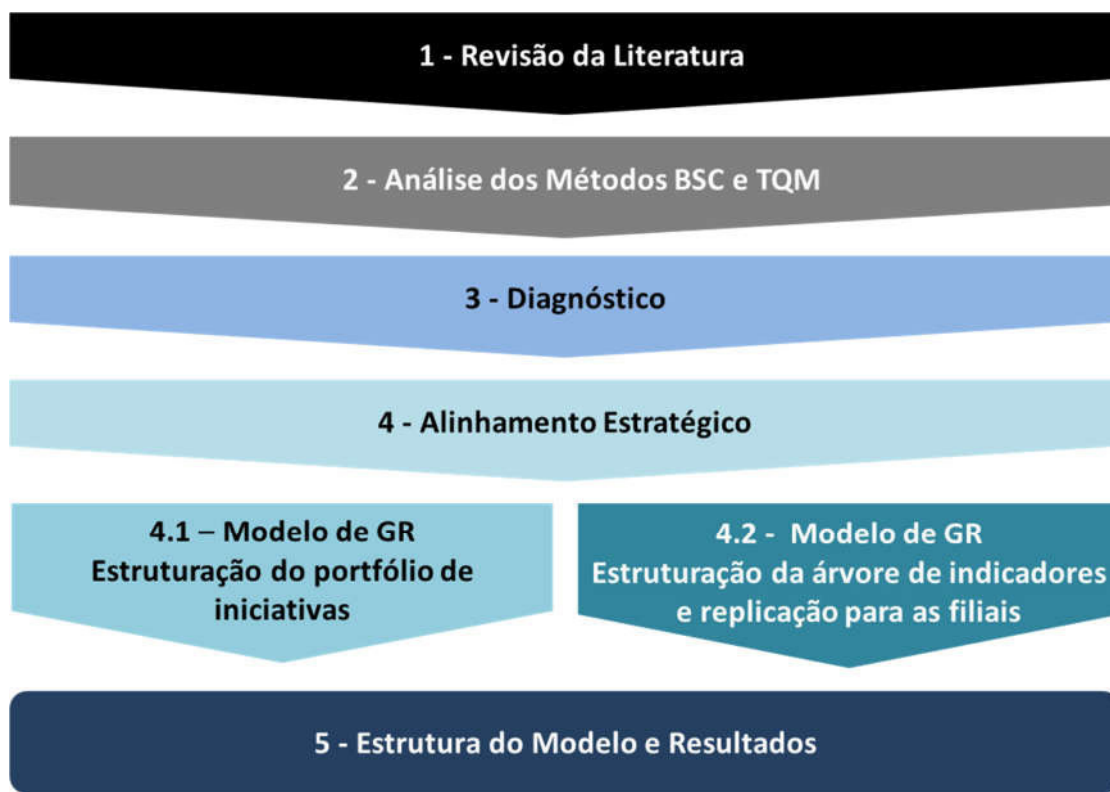 1 - Revisão da Literatura
2 - Análise dos Métodos BSC e TQM
3 - Diagnóstico
4 - Alinhamento Estratégico
4.1 – Modelo de GR
Estruturação do portfólio de
iniciativas
4.2 - Modelo de GR
Estruturação da árvore de indicadores
e replicação para as filiais
5 - Estrutura do Modelo e Resultados